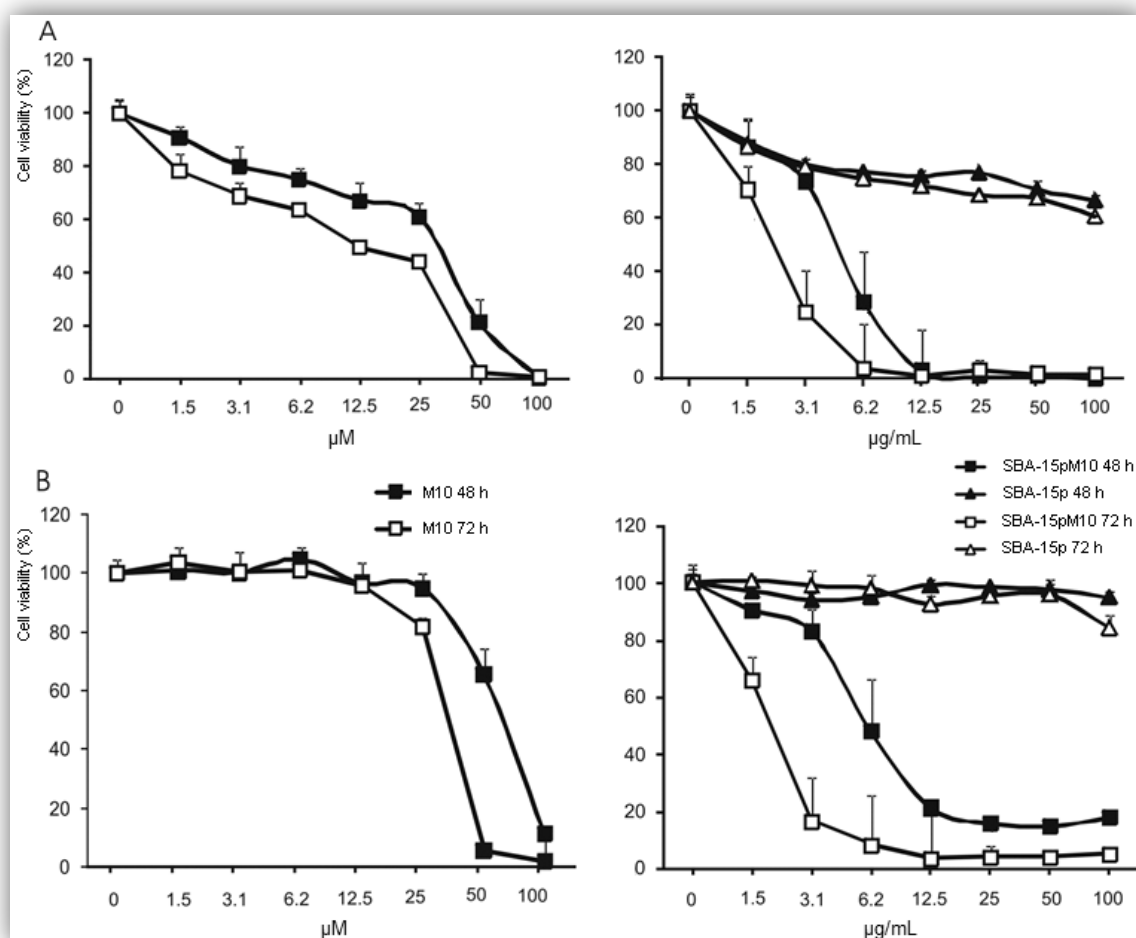 A
Cell viability (%)
120
100
80
60
40
20
0
0 1.5 3.1 6.2 12.5 25 50 100
µM
120
100
80
60
40
20
0
0 1.5 3.1 6.2 12.5 25 50 100
µg/mL
B
Cell viability (%)
120
100
80
60
40
20
0
M10 48 h
M10 72 h
0 1.5 3.1 6.2 12.5 25 50 100
µM
SBA-15pM10 48 h
SBA-15p 48 h
SBA-15pM10 72 h
SBA-15p 72 h
120
100
80
60
40
20
0
0 1.5 3.1 6.2 12.5 25 50 100
µg/mL